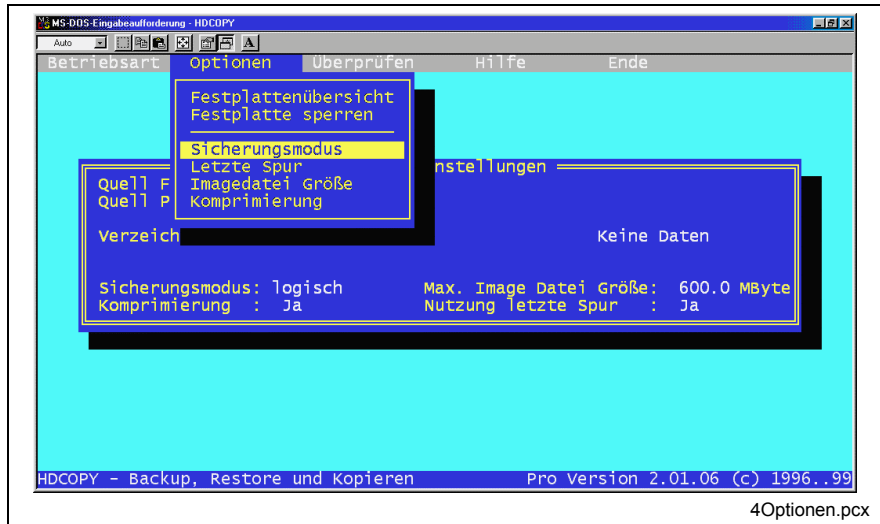 MS-DOS-Eingabeaufforderung - HDCOPY
Auto
A
Betriebsart Optionen Überprüfen Hilfe Ende
Festplattenübersicht
Festplatte sperren
Sicherungsmodus
Letzte Spur
Imagedatei Größe
Komprimierung
nstellungen
Quell F
Quell P
Verzeich Keine Daten
Sicherungsmodus: logisch Max. Image Datei Größe: 600.0 MByte
Komprimierung : Ja Nutzung letzte Spur : Ja
HDCOPY - Backup, Restore und Kopieren Pro Version 2.01.06 (c) 1996..99
4Optionen.pcx